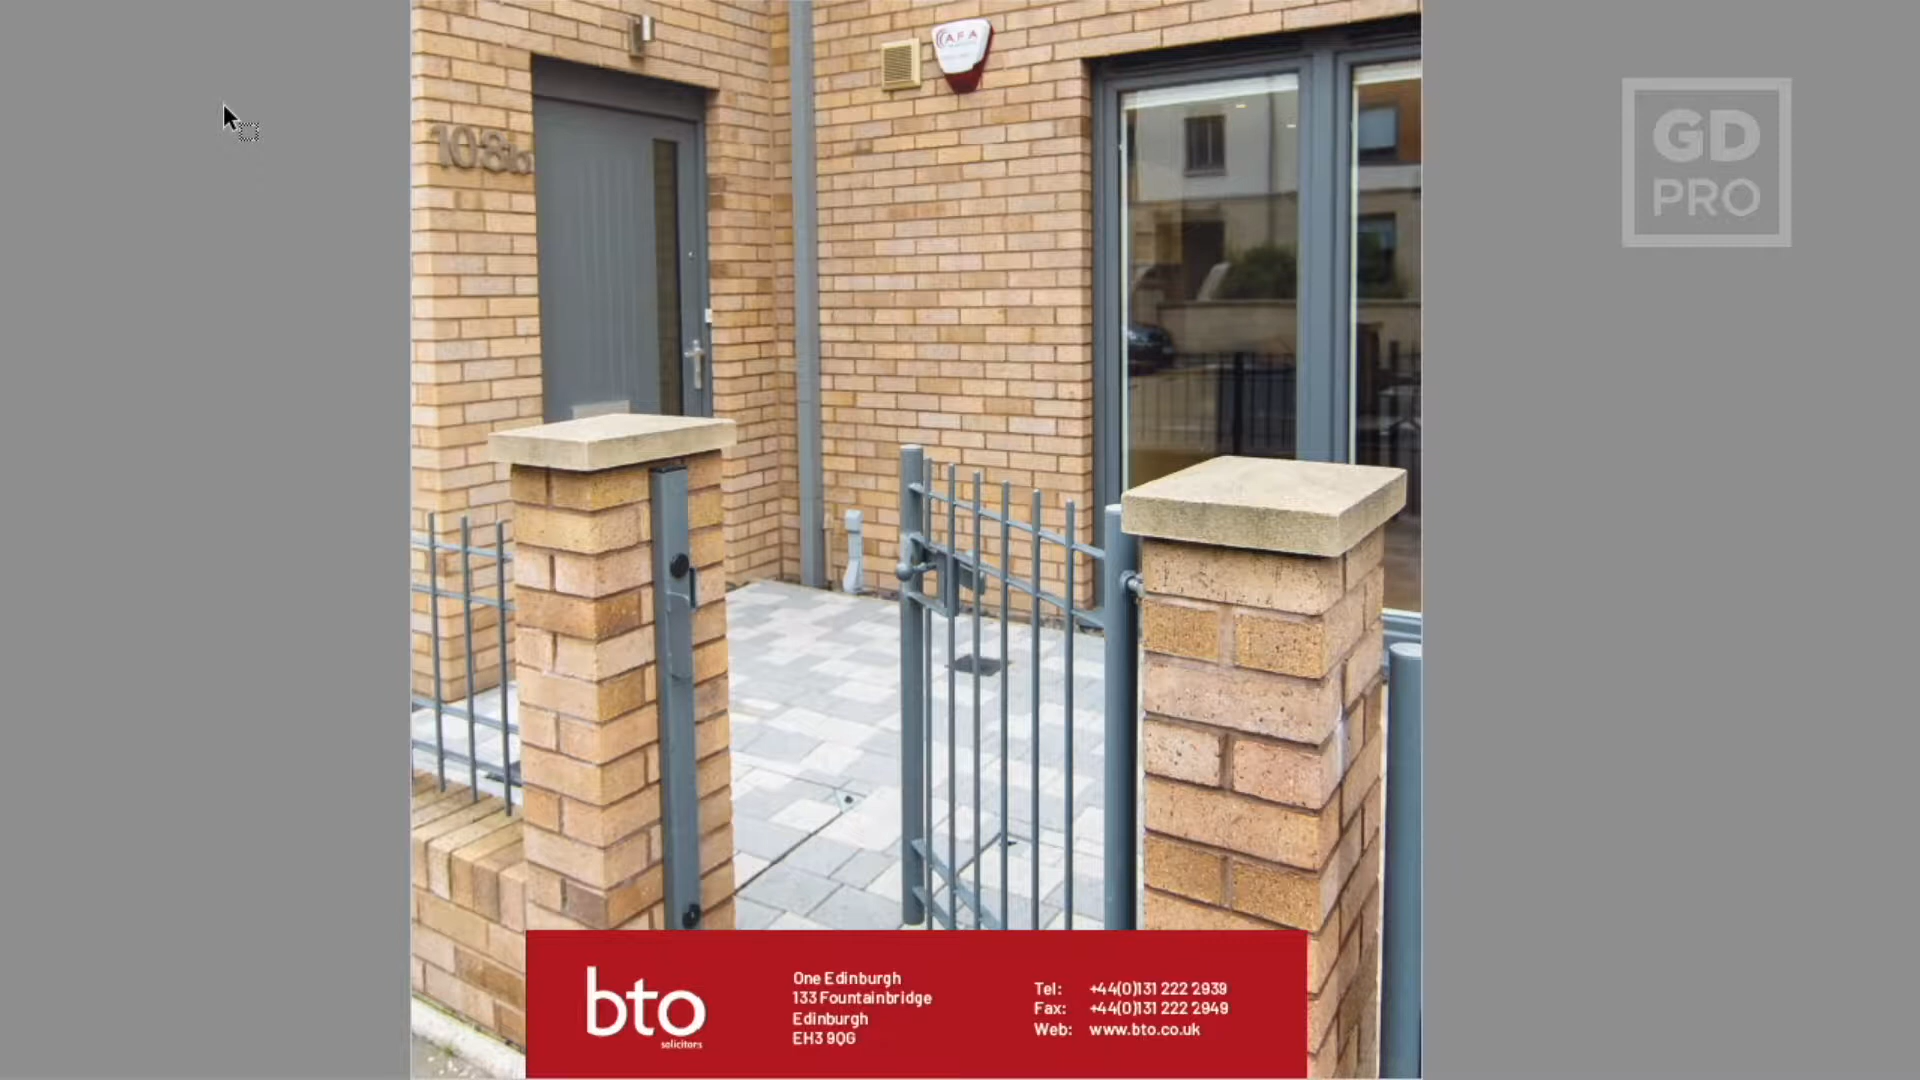 108b
AFA
GD
PRO
bto
solicitors
One Edinburgh
133 Fountainbridge
Edinburgh
EH3 9QG
Tel: +44(0)131 222 2939
Fax: +44(0)131 222 2949
Web: www.bto.co.uk